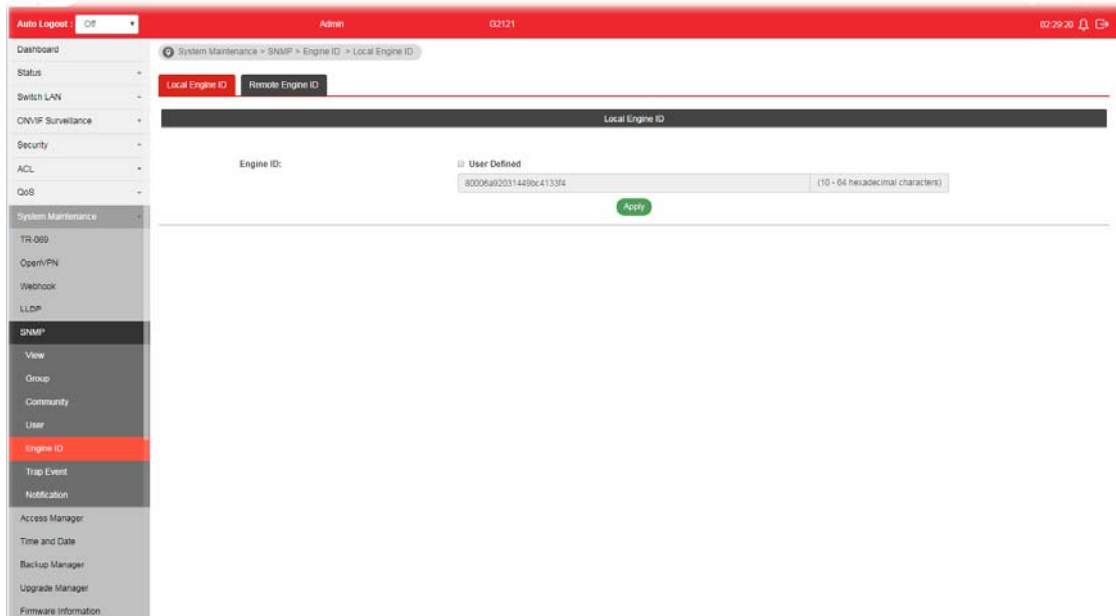 Auto Logout : Off Admin G2121 02:29:20
Dashboard
Status
Switch LAN
ONVIF Surveillance
Security
ACL
QoS
System Maintenance
TR-069
OpenVPN
Webhook
LLDP
SNMP
View
Group
Community
User
Engine ID
Trap Event
Notification
Access Manager
Time and Date
Backup Manager
Upgrade Manager
Firmware Information
System Maintenance > SNMP > Engine ID > Local Engine ID
Local Engine ID Remote Engine ID
Local Engine ID
Engine ID: User Defined
80006a92031449bc4133f4 (10 - 64 hexadecimal characters)
Apply